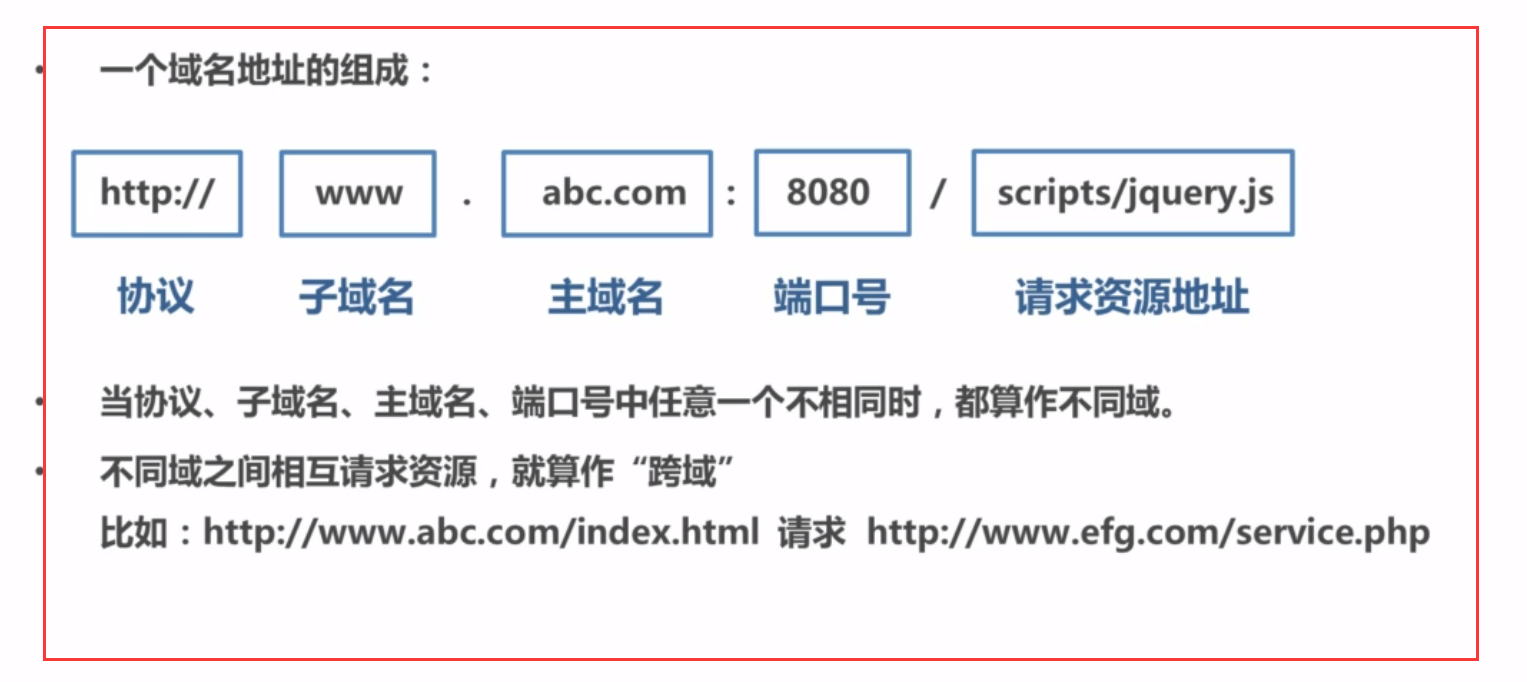 • 一个域名地址的组成：
http:// www . abc.com : 8080 / scripts/jquery.js
协议 子域名 主域名 端口号 请求资源地址
• 当协议、子域名、主域名、端口号中任意一个不相同时，都算作不同域。
• 不同域之间相互请求资源，就算作“跨域”
比如：http://www.abc.com/index.html 请求 http://www.efg.com/service.php